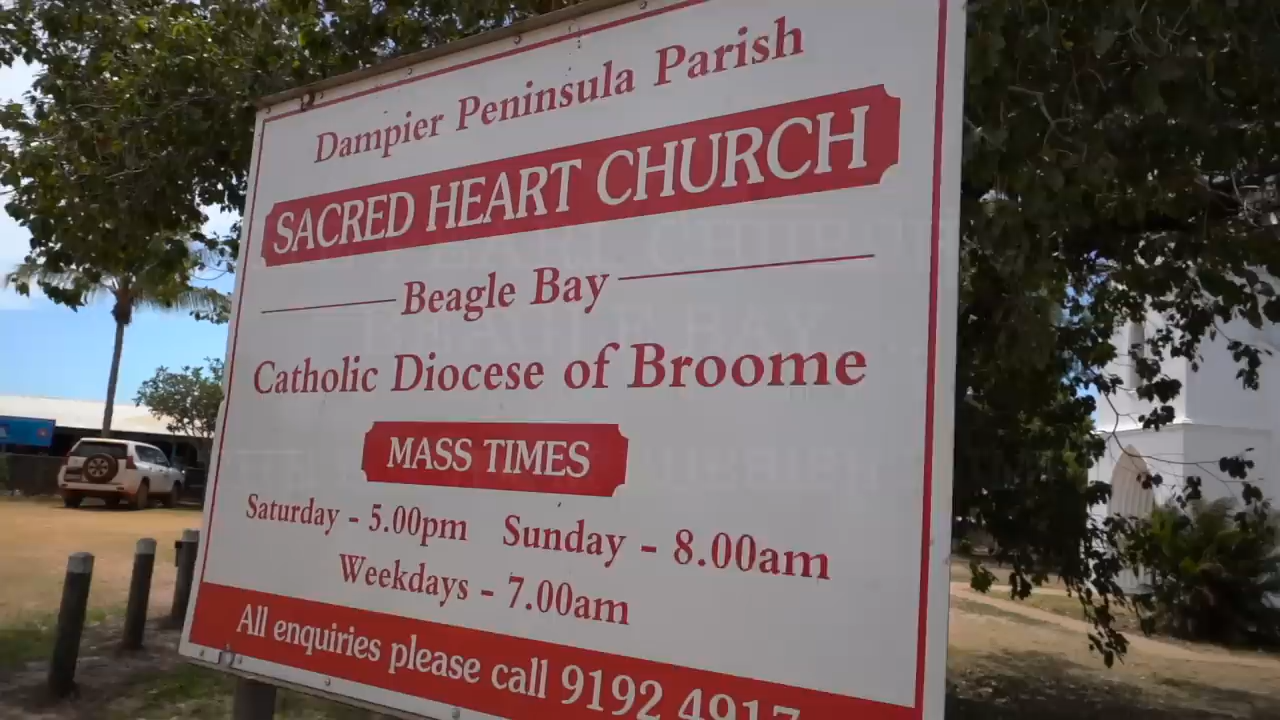 Dampier Peninsula Parish
SACRED HEART CHURCH
Beagle Bay
Catholic Diocese of Broome
MASS TIMES
Saturday - 5.00pm Sunday - 8.00am
Weekdays - 7.00am
All enquiries please call 9192 4917